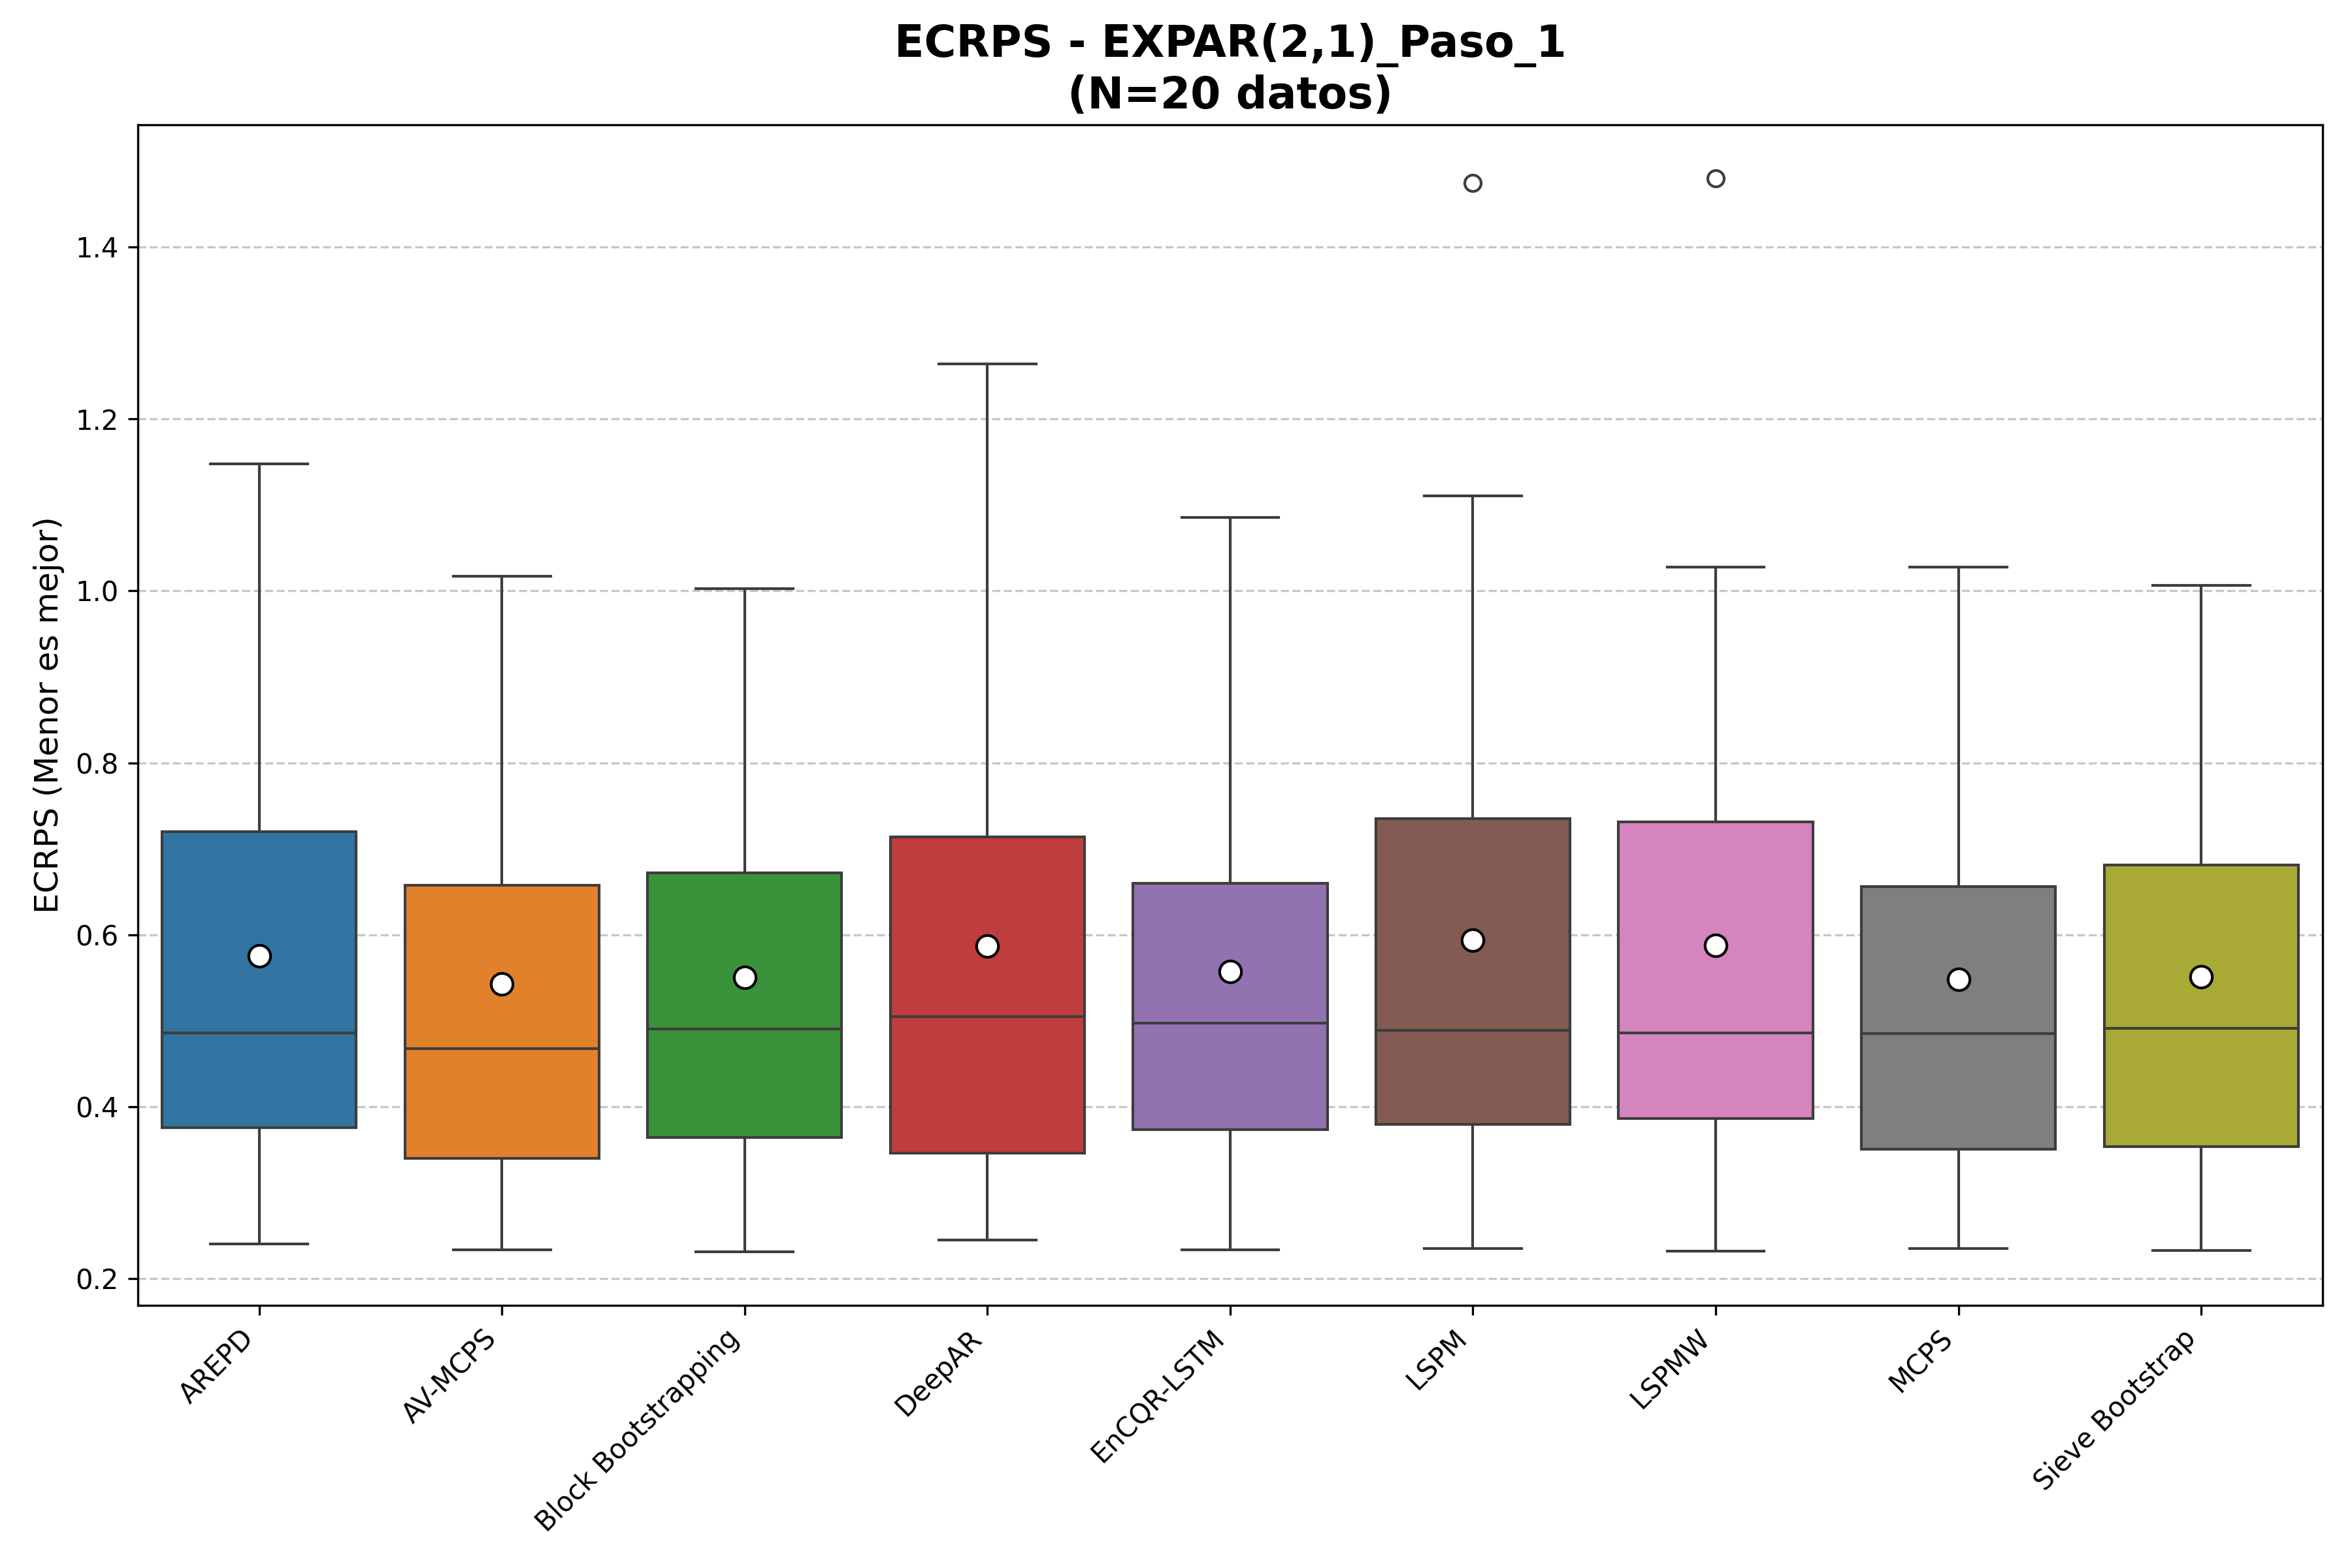 ECRPS - EXPAR(2,1)_Paso_1
(N=20 datos)
ECRPS (Menor es mejor)
1.4
1.2
1.0
0.8
0.6
0.4
0.2
AREPD
AV-MCPS
Block Bootstrapping
DeepAR
EnCQR-LSTM
LSPM
LSPMW
MCPS
Sieve Bootstrap